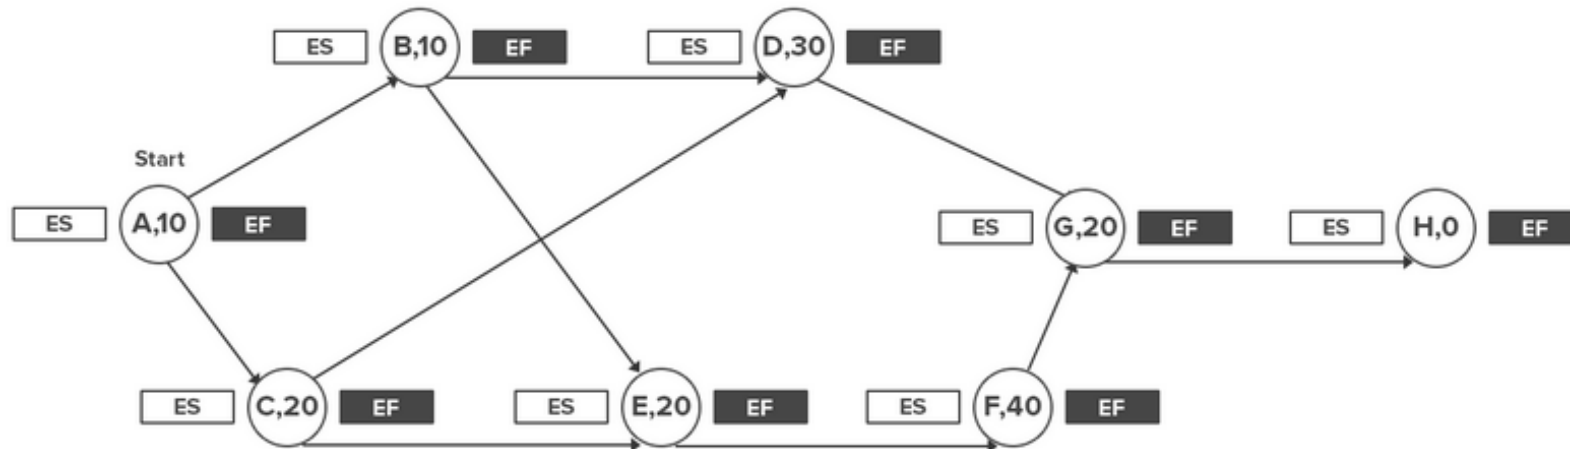 ES B,10 EF ES D,30 EF
Start
ES A,10 EF
ES G,20 EF ES H,0 EF
ES C,20 EF ES E,20 EF ES F,40 EF